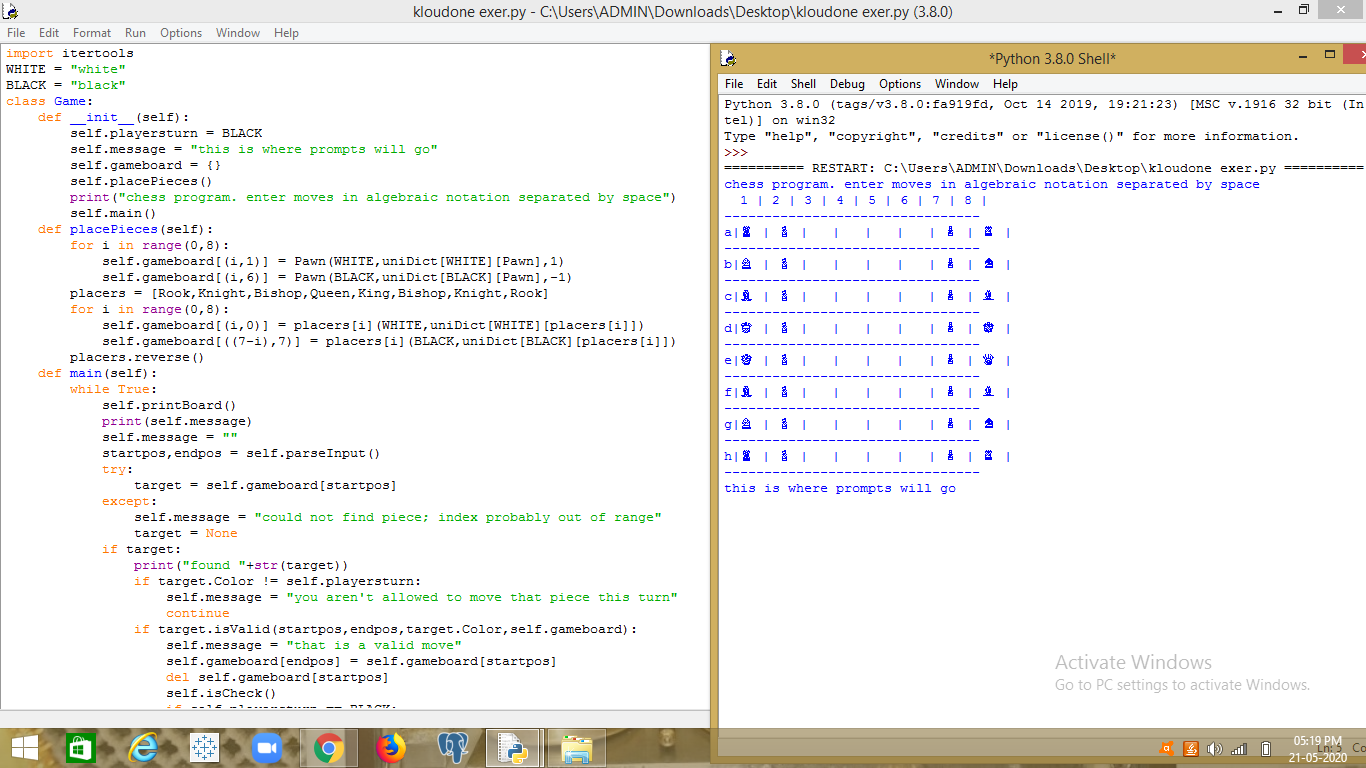 kloudone exer.py - C:\Users\ADMIN\Downloads\Desktop\kloudone exer.py (3.8.0)
File Edit Format Run Options Window Help
import itertools
WHITE = "white"
BLACK = "black"
class Game:
    def __init__(self):
        self.playersturn = BLACK
        self.message = "this is where prompts will go"
        self.gameboard = {}
        self.placePieces()
        print("chess program. enter moves in algebraic notation separated by space")
        self.main()
    def placePieces(self):
        for i in range(0,8):
            self.gameboard[(i,1)] = Pawn(WHITE,uniDict[WHITE][Pawn],1)
            self.gameboard[(i,6)] = Pawn(BLACK,uniDict[BLACK][Pawn],-1)
        placers = [Rook,Knight,Bishop,Queen,King,Bishop,Knight,Rook]
        for i in range(0,8):
            self.gameboard[(i,0)] = placers[i](WHITE,uniDict[WHITE][placers[i]])
            self.gameboard[((7-i),7)] = placers[i](BLACK,uniDict[BLACK][placers[i]])
        placers.reverse()
    def main(self):
        while True:
            self.printBoard()
            print(self.message)
            self.message = ""
            startpos,endpos = self.parseInput()
            try:
                target = self.gameboard[startpos]
            except:
                self.message = "could not find piece; index probably out of range"
                target = None
            if target:
                print("found "+str(target))
                if target.Color != self.playersturn:
                    self.message = "you aren't allowed to move that piece this turn"
                    continue
                if target.isValid(startpos,endpos,target.Color,self.gameboard):
                    self.message = "that is a valid move"
                    self.gameboard[endpos] = self.gameboard[startpos]
                    del self.gameboard[startpos]
                    self.isCheck()
                    if self.playersturn == BLACK:
*Python 3.8.0 Shell*
File Edit Shell Debug Options Window Help
Python 3.8.0 (tags/v3.8.0:fa919fd, Oct 14 2019, 19:21:23) [MSC v.1916 32 bit (In
tel)] on win32
Type "help", "copyright", "credits" or "license()" for more information.
>>>
========== RESTART: C:\Users\ADMIN\Downloads\Desktop\kloudone exer.py ==========
chess program. enter moves in algebraic notation separated by space
  1 | 2 | 3 | 4 | 5 | 6 | 7 | 8 |
--------------------------------
a|♜ | ♟ |   |   |   |   | ♙ | ♖ |
--------------------------------
b|♞ | ♟ |   |   |   |   | ♙ | ♘ |
--------------------------------
c|♝ | ♟ |   |   |   |   | ♙ | ♗ |
--------------------------------
d|♛ | ♟ |   |   |   |   | ♙ | ♔ |
--------------------------------
e|♚ | ♟ |   |   |   |   | ♙ | ♕ |
--------------------------------
f|♝ | ♟ |   |   |   |   | ♙ | ♗ |
--------------------------------
g|♞ | ♟ |   |   |   |   | ♙ | ♘ |
--------------------------------
h|♜ | ♟ |   |   |   |   | ♙ | ♖ |
--------------------------------
this is where prompts will go
Activate Windows
Go to PC settings to activate Windows.
05:19 PM
21-05-2020